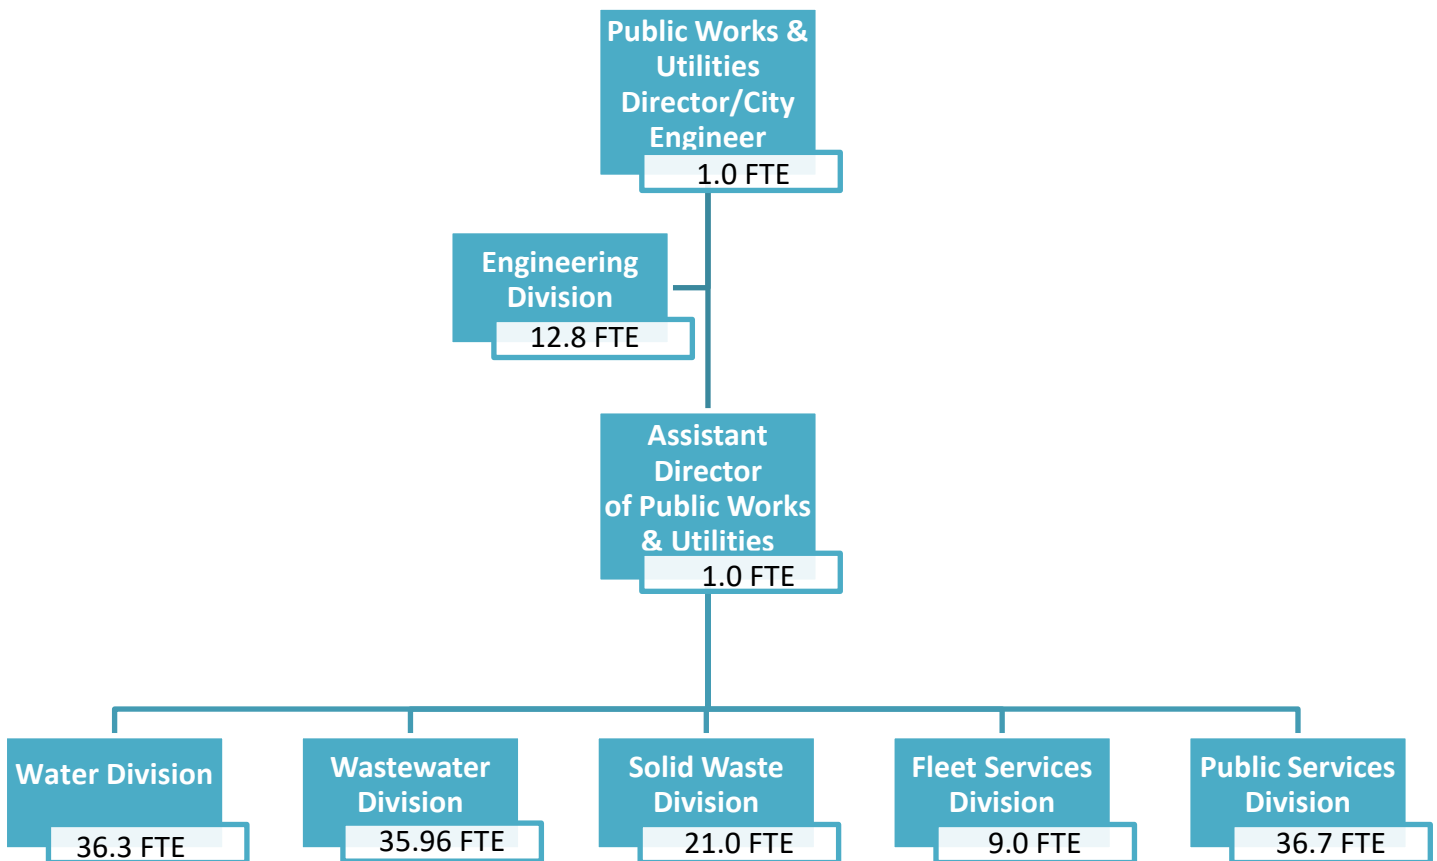 Public Works &
Utilities
Director/City
Engineer
1.0 FTE
Engineering
Division
12.8 FTE
Assistant
Director
of Public Works
& Utilities
1.0 FTE
Water Division
36.3 FTE
Wastewater
Division
35.96 FTE
Solid Waste
Division
21.0 FTE
Fleet Services
Division
9.0 FTE
Public Services
Division
36.7 FTE